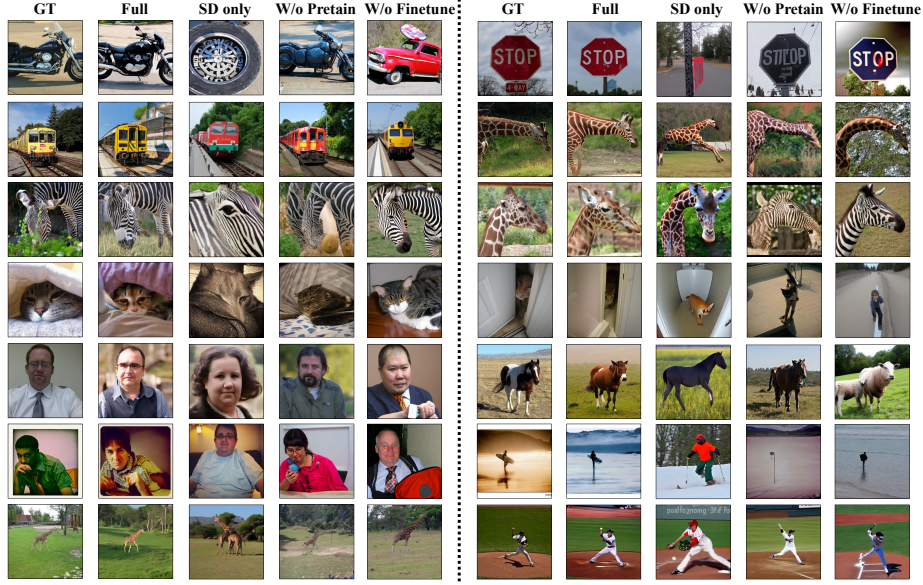 GT Full SD only W/o Pretain W/o Finetune GT Full SD only W/o Pretain W/o Finetune
STOP STOP STOP
4-WAY